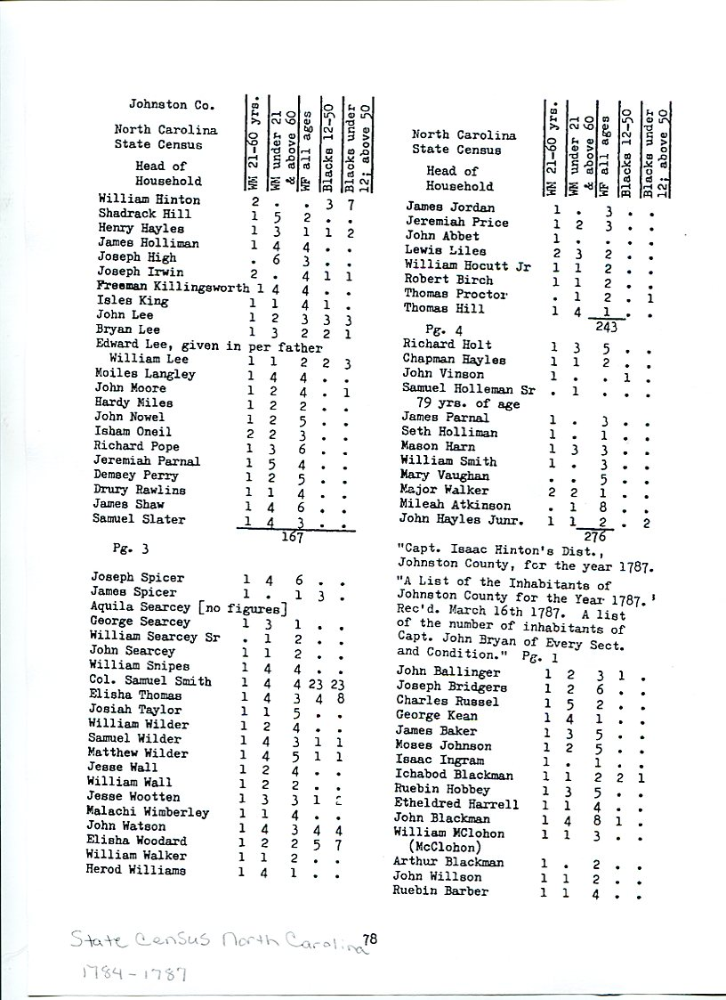 Johnston Co.
North Carolina
State Census
Head of
Household
WM 21-60 yrs.
WM under 21
& above 60
WF all ages
Blacks 12-50
Blacks under
12; above 50
William Hinton 2 . . 3 7
Shadrack Hill 1 5 2 . .
Henry Hayles 1 3 1 1 2
James Holliman 1 4 4 . .
Joseph High . 6 3 . .
Joseph Irwin 2 . 4 1 1
Freeman Killingsworth 1 4 4 . .
Isles King 1 1 4 1 .
John Lee 1 2 3 3 3
Bryan Lee 1 3 2 2 1
Edward Lee, given in per father
William Lee 1 1 2 2 3
Moiles Langley 1 4 4 . .
John Moore 1 2 4 . 1
Hardy Miles 1 2 2 . .
John Nowel 1 2 5 . .
Isham Oneil 2 2 3 . .
Richard Pope 1 3 6 . .
Jeremiah Parnal 1 5 4 . .
Demsey Perry 1 2 5 . .
Drury Rawlins 1 1 4 . .
James Shaw 1 4 6 . .
Samuel Slater 1 4 3 . .
167
Pg. 3
Joseph Spicer 1 4 6 . .
James Spicer 1 . 1 3 .
Aquila Searcey [no figures]
George Searcey 1 3 1 . .
William Searcey Sr . 1 2 . .
John Searcey 1 1 2 . .
William Snipes 1 4 4 . .
Col. Samuel Smith 1 4 4 23 23
Elisha Thomas 1 4 3 4 8
Josiah Taylor 1 1 5 . .
William Wilder 1 2 4 . .
Samuel Wilder 1 4 3 1 1
Matthew Wilder 1 4 5 1 1
Jesse Wall 1 2 4 . .
William Wall 1 2 2 . .
Jesse Wootten 1 3 3 1
Malachi Wimberley 1 1 4 . .
John Watson 1 4 3 4 4
Elisha Woodard 1 2 2 5 7
William Walker 1 1 2 . .
Herod Williams 1 4 1 . .
North Carolina
State Census
Head of
Household
WM 21-60 yrs.
WM under 21
& above 60
WF all ages
Blacks 12-50
Blacks under
12; above 50
James Jordan 1 . 3 . .
Jeremiah Price 1 2 3 . .
John Abbet 1 . . . .
Lewis Liles 2 3 2 . .
William Hocutt Jr 1 1 2 . .
Robert Birch 1 1 2 . .
Thomas Proctor . 1 2 . 1
Thomas Hill 1 4 1 . .
243
Pg. 4
Richard Holt 1 3 5 . .
Chapman Hayles 1 1 2 . .
John Vinson 1 . . 1 .
Samuel Holleman Sr . 1 . . .
79 yrs. of age
James Parnal 1 . 3 . .
Seth Holliman 1 . 1 . .
Mason Harn 1 3 3 . .
William Smith 1 . 3 . .
Mary Vaughan . . 5 . .
Major Walker 2 2 1 . .
Mileah Atkinson . 1 8 . .
John Hayles Junr. 1 1 2 . 2
276
"Capt. Isaac Hinton's Dist.,
Johnston County, for the year 1787.
"A List of the Inhabitants of
Johnston County for the Year 1787.'
Rec'd. March 16th 1787. A list
of the number of inhabitants of
Capt. John Bryan of Every Sect.
and Condition." Pg. 1
John Ballinger 1 2 3 1 .
Joseph Bridgers 1 2 6 . .
Charles Russel 1 5 2 . .
George Kean 1 4 1 . .
James Baker 1 3 5 . .
Moses Johnson 1 2 5 . .
Isaac Ingram 1 . 1 . .
Ichabod Blackman 1 1 2 2 1
Ruebin Hobbey 1 3 5 . .
Etheldred Harrell 1 1 4 . .
John Blackman 1 4 8 1 .
William MClohon 1 1 3 . .
(McClohon)
Arthur Blackman 1 . 2 . .
John Willson 1 1 2 . .
Ruebin Barber 1 1 4 . .
78
State Census North Carolina
1784-1787